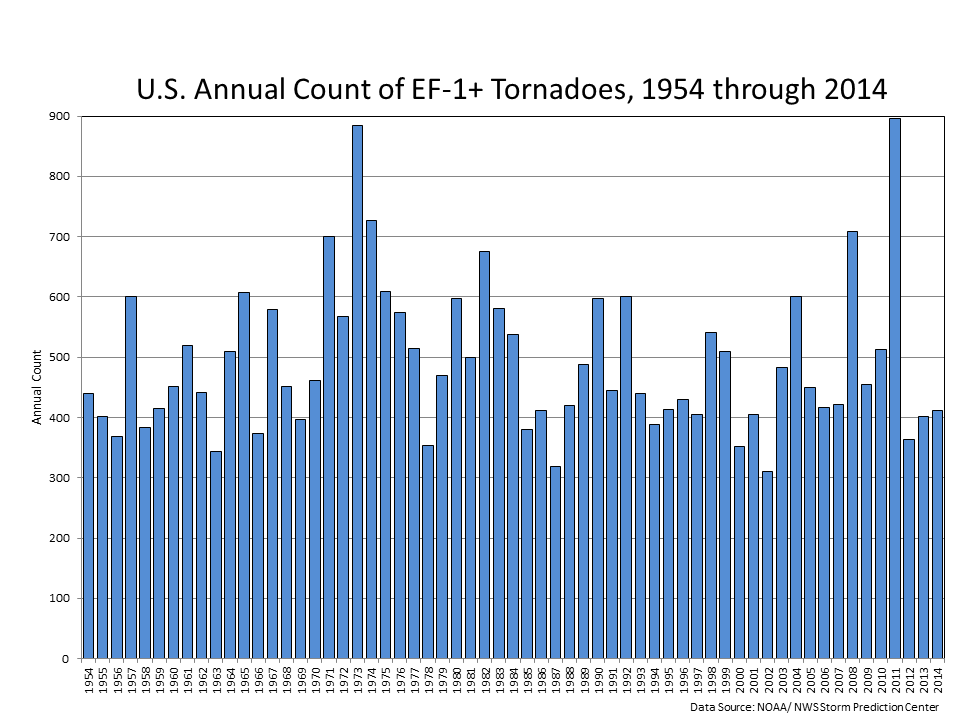 U.S. Annual Count of EF-1+ Tornadoes, 1954 through 2014
900
800
700
600
500
400
300
200
100
0
Annual Count
1954 1955 1956 1957 1958 1959 1960 1961 1962 1963 1964 1965 1966 1967 1968 1969 1970 1971 1972 1973 1974 1975 1976 1977 1978 1979 1980 1981 1982 1983 1984 1985 1986 1987 1988 1989 1990 1991 1992 1993 1994 1995 1996 1997 1998 1999 2000 2001 2002 2003 2004 2005 2006 2007 2008 2009 2010 2011 2012 2013 2014
Data Source: NOAA/ NWS Storm Prediction Center